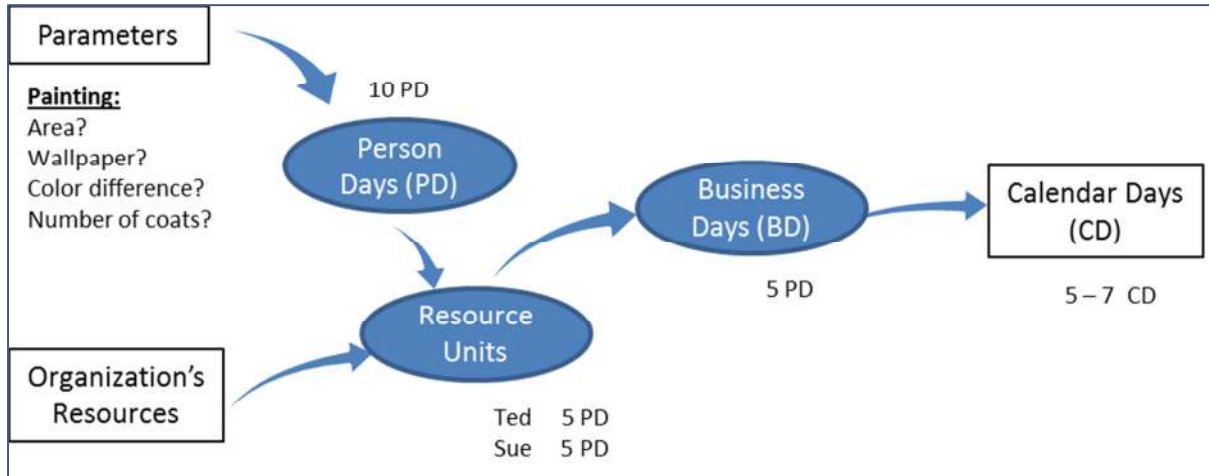 Parameters
Painting:
Area?
Wallpaper?
Color difference?
Number of coats?
10 PD
Person
Days (PD)
Business
Days (BD)
5 PD
Calendar Days
(CD)
5 – 7 CD
Resource
Units
Organization's
Resources
Ted 5 PD
Sue 5 PD